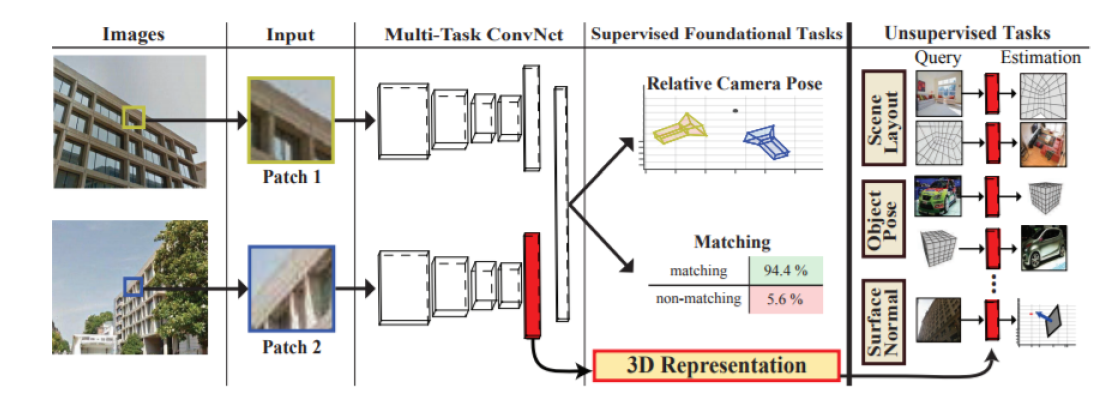 Images
Input
Multi-Task ConvNet
Supervised Foundational Tasks
Unsupervised Tasks
Query
Estimation
Patch 1
Relative Camera Pose
Scene
Layout
Object
Pose
Patch 2
Matching
matching 94.4 %
non-matching 5.6 %
Surface
Normal
3D Representation